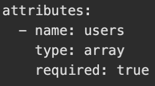 attributes:
  - name: users
    type: array
    required: true